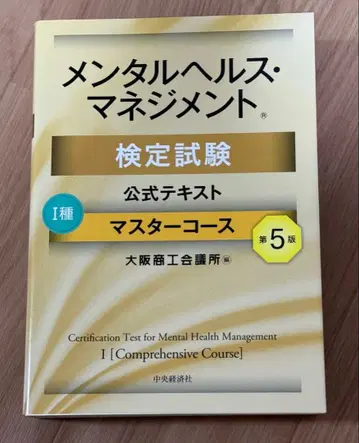 メンタルヘルス・
マネジメント®
検定試験
公式テキスト
Ⅰ種
マスターコース
第5版
大阪商工会議所 編
Certification Test for Mental Health Management
I [Comprehensive Course]
中央経済社